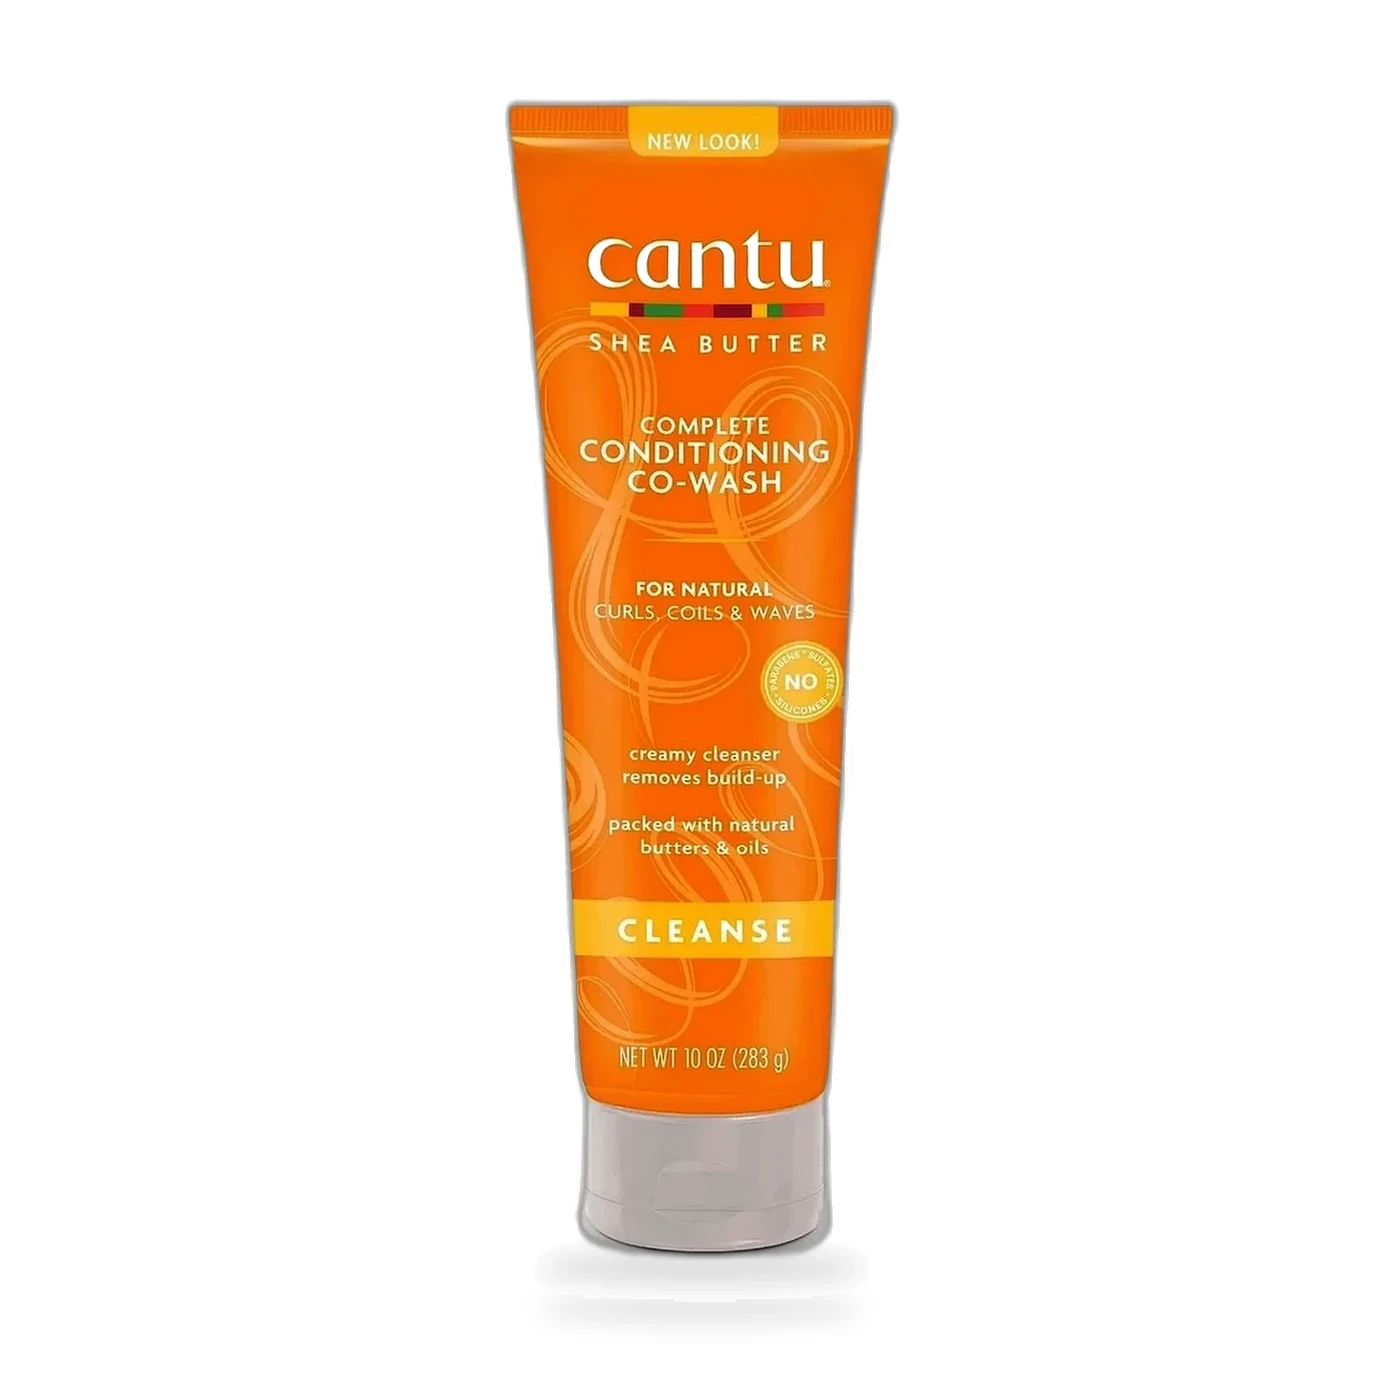 NEW LOOK!
cantu®
SHEA BUTTER
COMPLETE
CONDITIONING
CO-WASH
FOR NATURAL
CURLS, COILS & WAVES
PARABENS * SULFATES
NO
SILICONES
creamy cleanser
removes build-up
packed with natural
butters & oils
CLEANSE
NET WT 10 OZ (283 g)